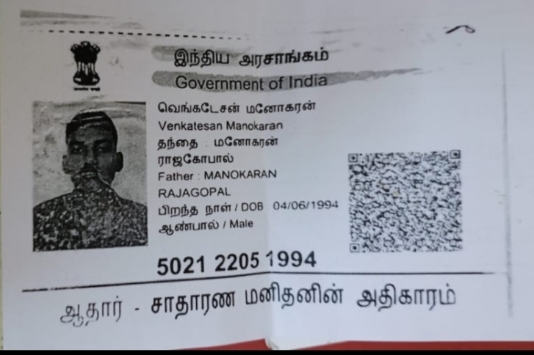 இந்திய அரசாங்கம்
Government of India
வெங்கடேசன் மனோகரன்
Venkatesan Manokaran
தந்தை : மனோகரன்
ராஜகோபால்
Father : MANOKARAN
RAJAGOPAL
பிறந்த நாள் / DOB 04/06/1994
ஆண்பால் / Male
5021 2205 1994
ஆதார் - சாதாரண மனிதனின் அதிகாரம்